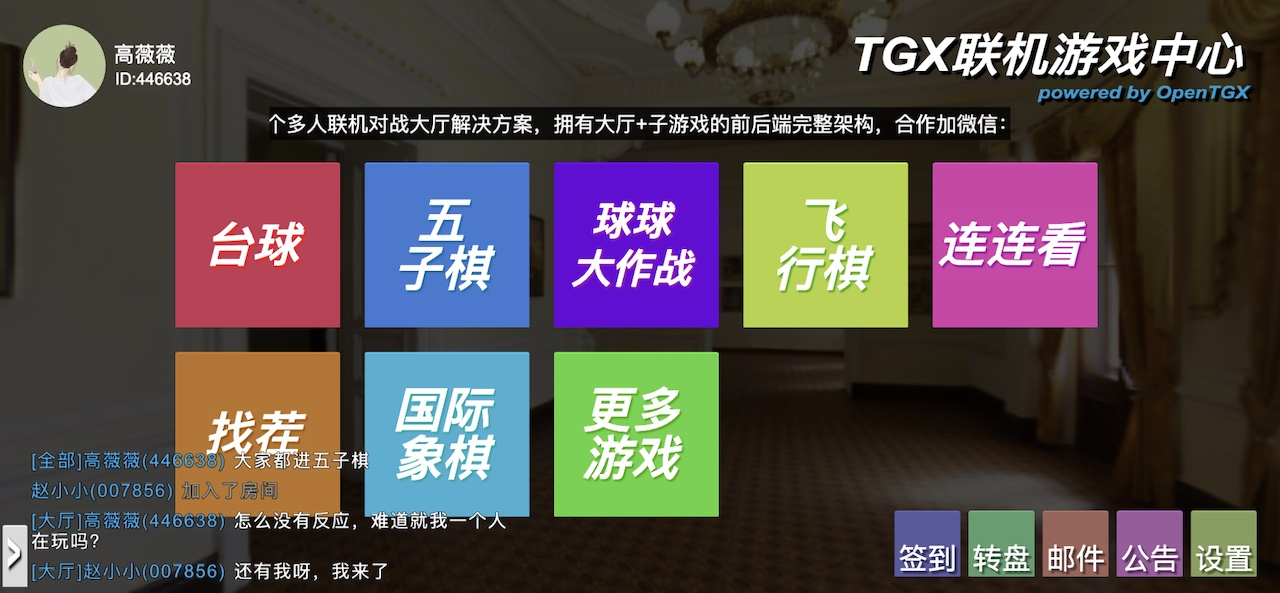 高薇薇
ID:446638
TGX联机游戏中心
powered by OpenTGX
个多人联机对战大厅解决方案，拥有大厅+子游戏的前后端完整架构，合作加微信：
台球
五
子棋
球球
大作战
飞
行棋
连连看
找茬
国际
象棋
更多
游戏
[全部]高薇薇(446638) 大家都进五子棋
赵小小(007856) 加入了房间
[大厅]高薇薇(446638) 怎么没有反应，难道就我一个人
在玩吗？
[大厅]赵小小(007856) 还有我呀，我来了
签到
转盘
邮件
公告
设置